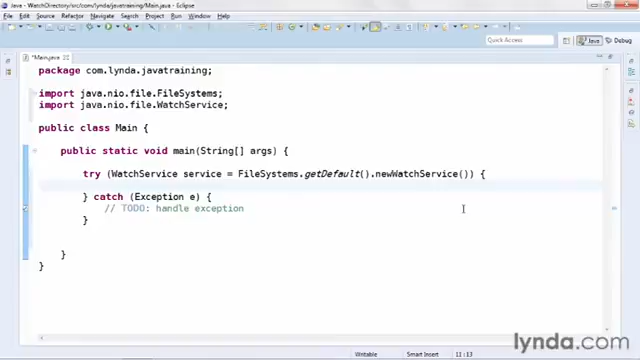 Java - WatchDirectory/src/com/lynda/javatraining/Main.java - Eclipse
File Edit Source Refactor Navigate Search Project Run Window Help
Quick Access
Java
Debug
*Main.java
package com.lynda.javatraining;
import java.nio.file.FileSystems;
import java.nio.file.WatchService;
public class Main {
public static void main(String[] args) {
try (WatchService service = FileSystems.getDefault().newWatchService()) {
} catch (Exception e) {
// TODO: handle exception
}
}
}
Writable
Smart Insert
11 : 13
lynda.com